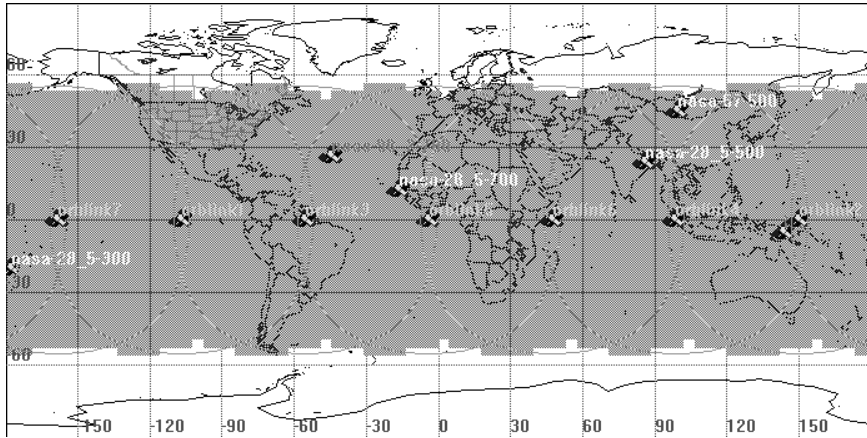 60
nasa-57-500
30
nasa-28_5-500
nasa-28_5-700
0
orblink7
orblink1
orblink3
orblink5
orblink6
orblink4
orblink2
nasa-28_5-300
30
60
150
-120
-90
-60
-30
0
30
60
90
120
150